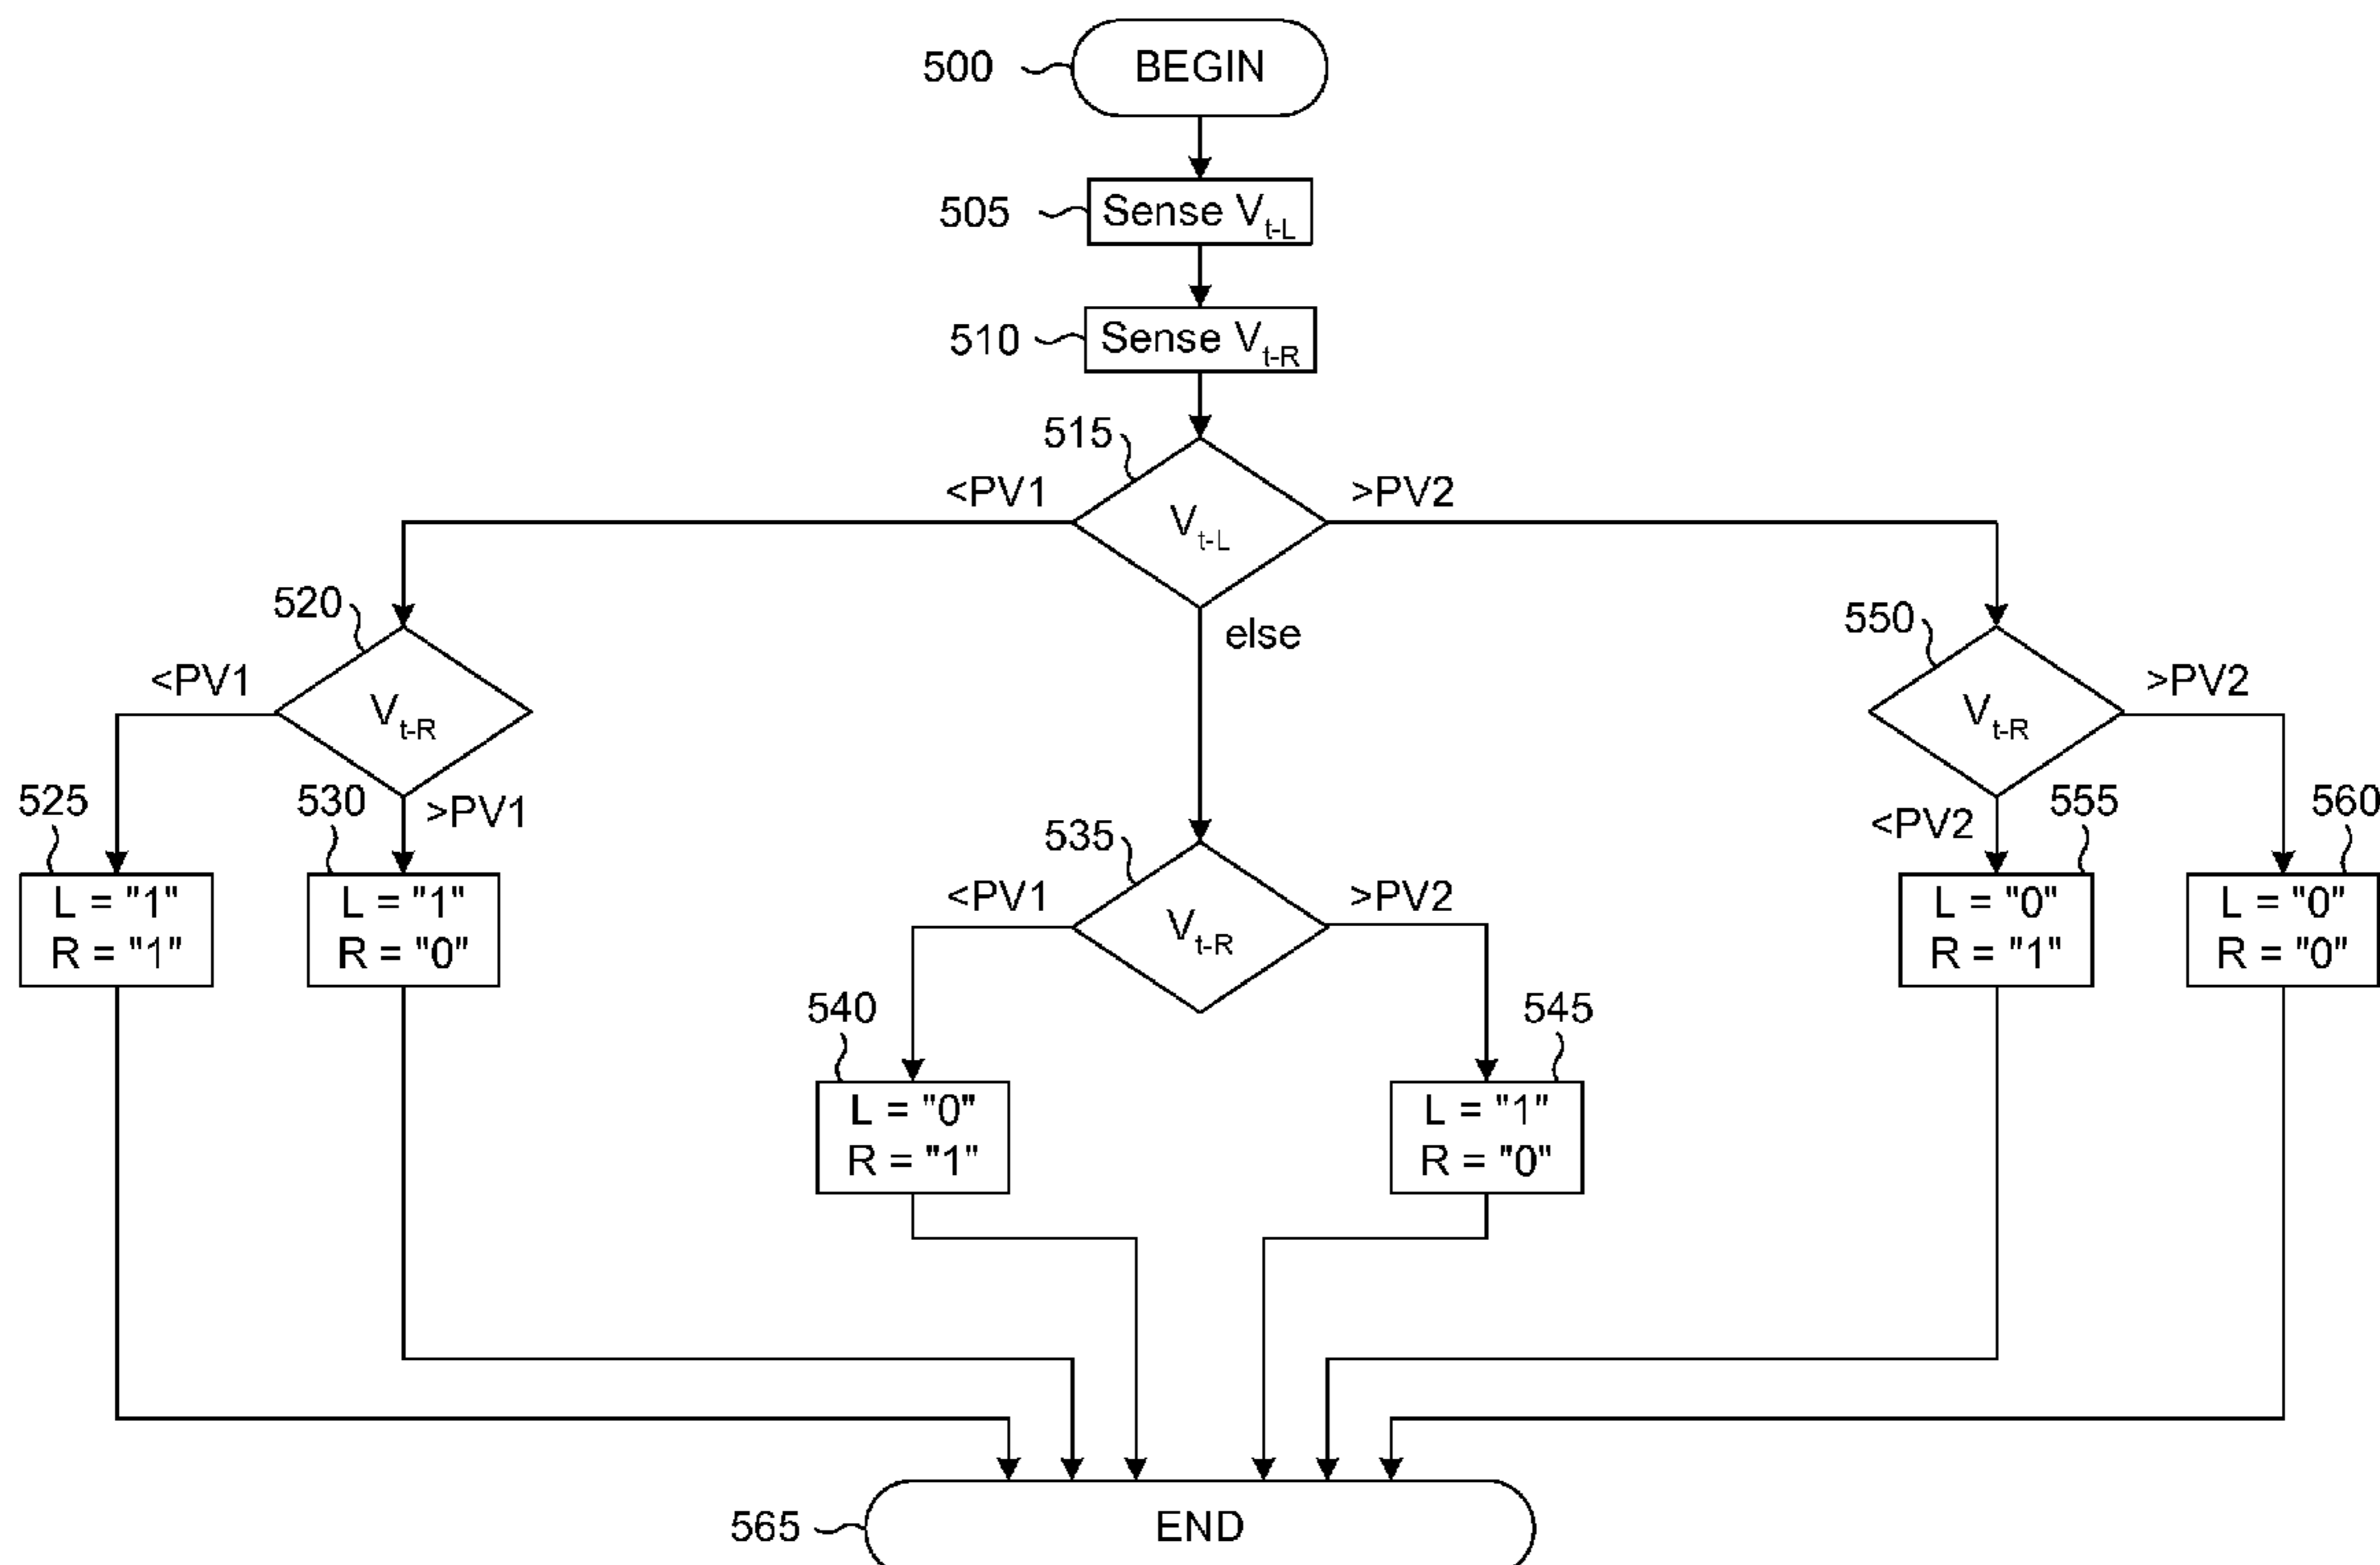 500 BEGIN
505 Sense Vt-L
510 Sense Vt-R
515
<PV1 >PV2
Vt-L
else
520
<PV1
Vt-R
>PV1
550
>PV2
Vt-R
<PV2
525
L = "1"
R = "1"
530
L = "1"
R = "0"
535
<PV1 >PV2
Vt-R
555
L = "0"
R = "1"
560
L = "0"
R = "0"
540
L = "0"
R = "1"
545
L = "1"
R = "0"
565 END